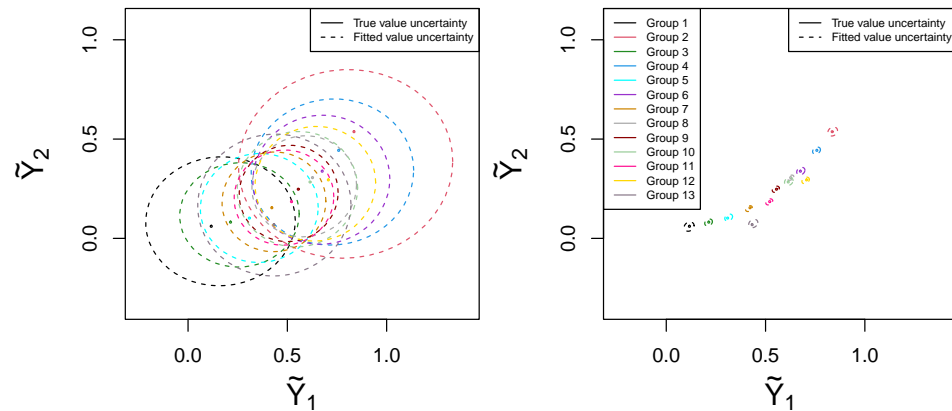 True value uncertainty
Fitted value uncertainty
1.0
0.5
0.0
Ỹ2
0.0 0.5 1.0
Ỹ1
Group 1
Group 2
Group 3
Group 4
Group 5
Group 6
Group 7
Group 8
Group 9
Group 10
Group 11
Group 12
Group 13
True value uncertainty
Fitted value uncertainty
1.0
0.5
0.0
Ỹ2
0.0 0.5 1.0
Ỹ1